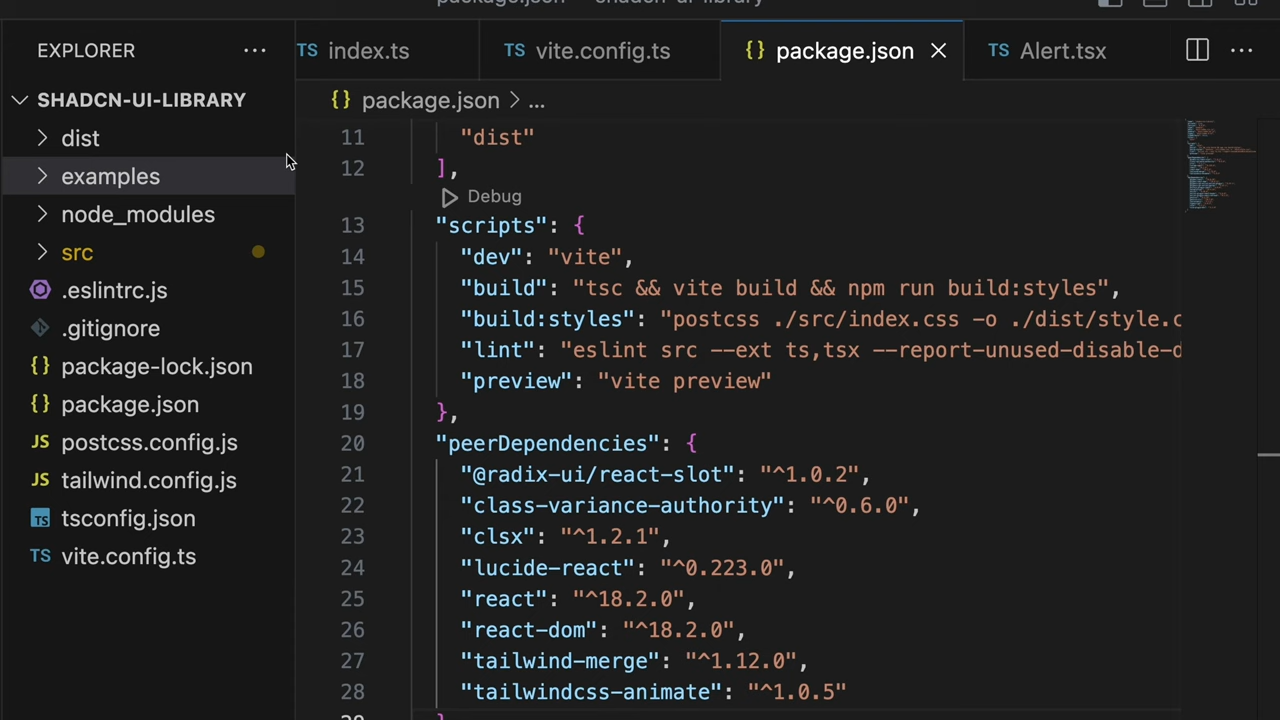 EXPLORER
···
TS index.ts
TS vite.config.ts
{} package.json
TS Alert.tsx
···
SHADCN-UI-LIBRARY
{} package.json > ...
dist
examples
node_modules
src
.eslintrc.js
.gitignore
{} package-lock.json
{} package.json
JS postcss.config.js
JS tailwind.config.js
TS tsconfig.json
TS vite.config.ts
11 "dist"
12 ],
Debug
13 "scripts": {
14 "dev": "vite",
15 "build": "tsc && vite build && npm run build:styles",
16 "build:styles": "postcss ./src/index.css -o ./dist/style.c
17 "lint": "eslint src --ext ts,tsx --report-unused-disable-d
18 "preview": "vite preview"
19 },
20 "peerDependencies": {
21 "@radix-ui/react-slot": "^1.0.2",
22 "class-variance-authority": "^0.6.0",
23 "clsx": "^1.2.1",
24 "lucide-react": "^0.223.0",
25 "react": "^18.2.0",
26 "react-dom": "^18.2.0",
27 "tailwind-merge": "^1.12.0",
28 "tailwindcss-animate": "^1.0.5"